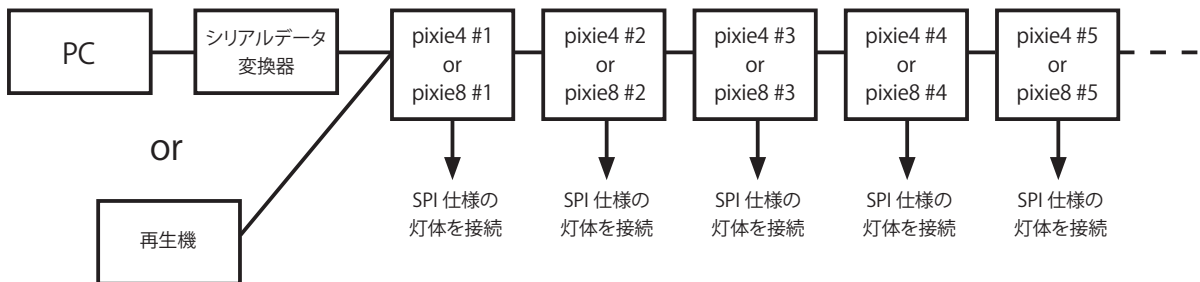 PC
シリアルデータ
変換器
pixie4 #1
or
pixie8 #1
pixie4 #2
or
pixie8 #2
pixie4 #3
or
pixie8 #3
pixie4 #4
or
pixie8 #4
pixie4 #5
or
pixie8 #5
or
再生機
SPI 仕様の
灯体を接続
SPI 仕様の
灯体を接続
SPI 仕様の
灯体を接続
SPI 仕様の
灯体を接続
SPI 仕様の
灯体を接続